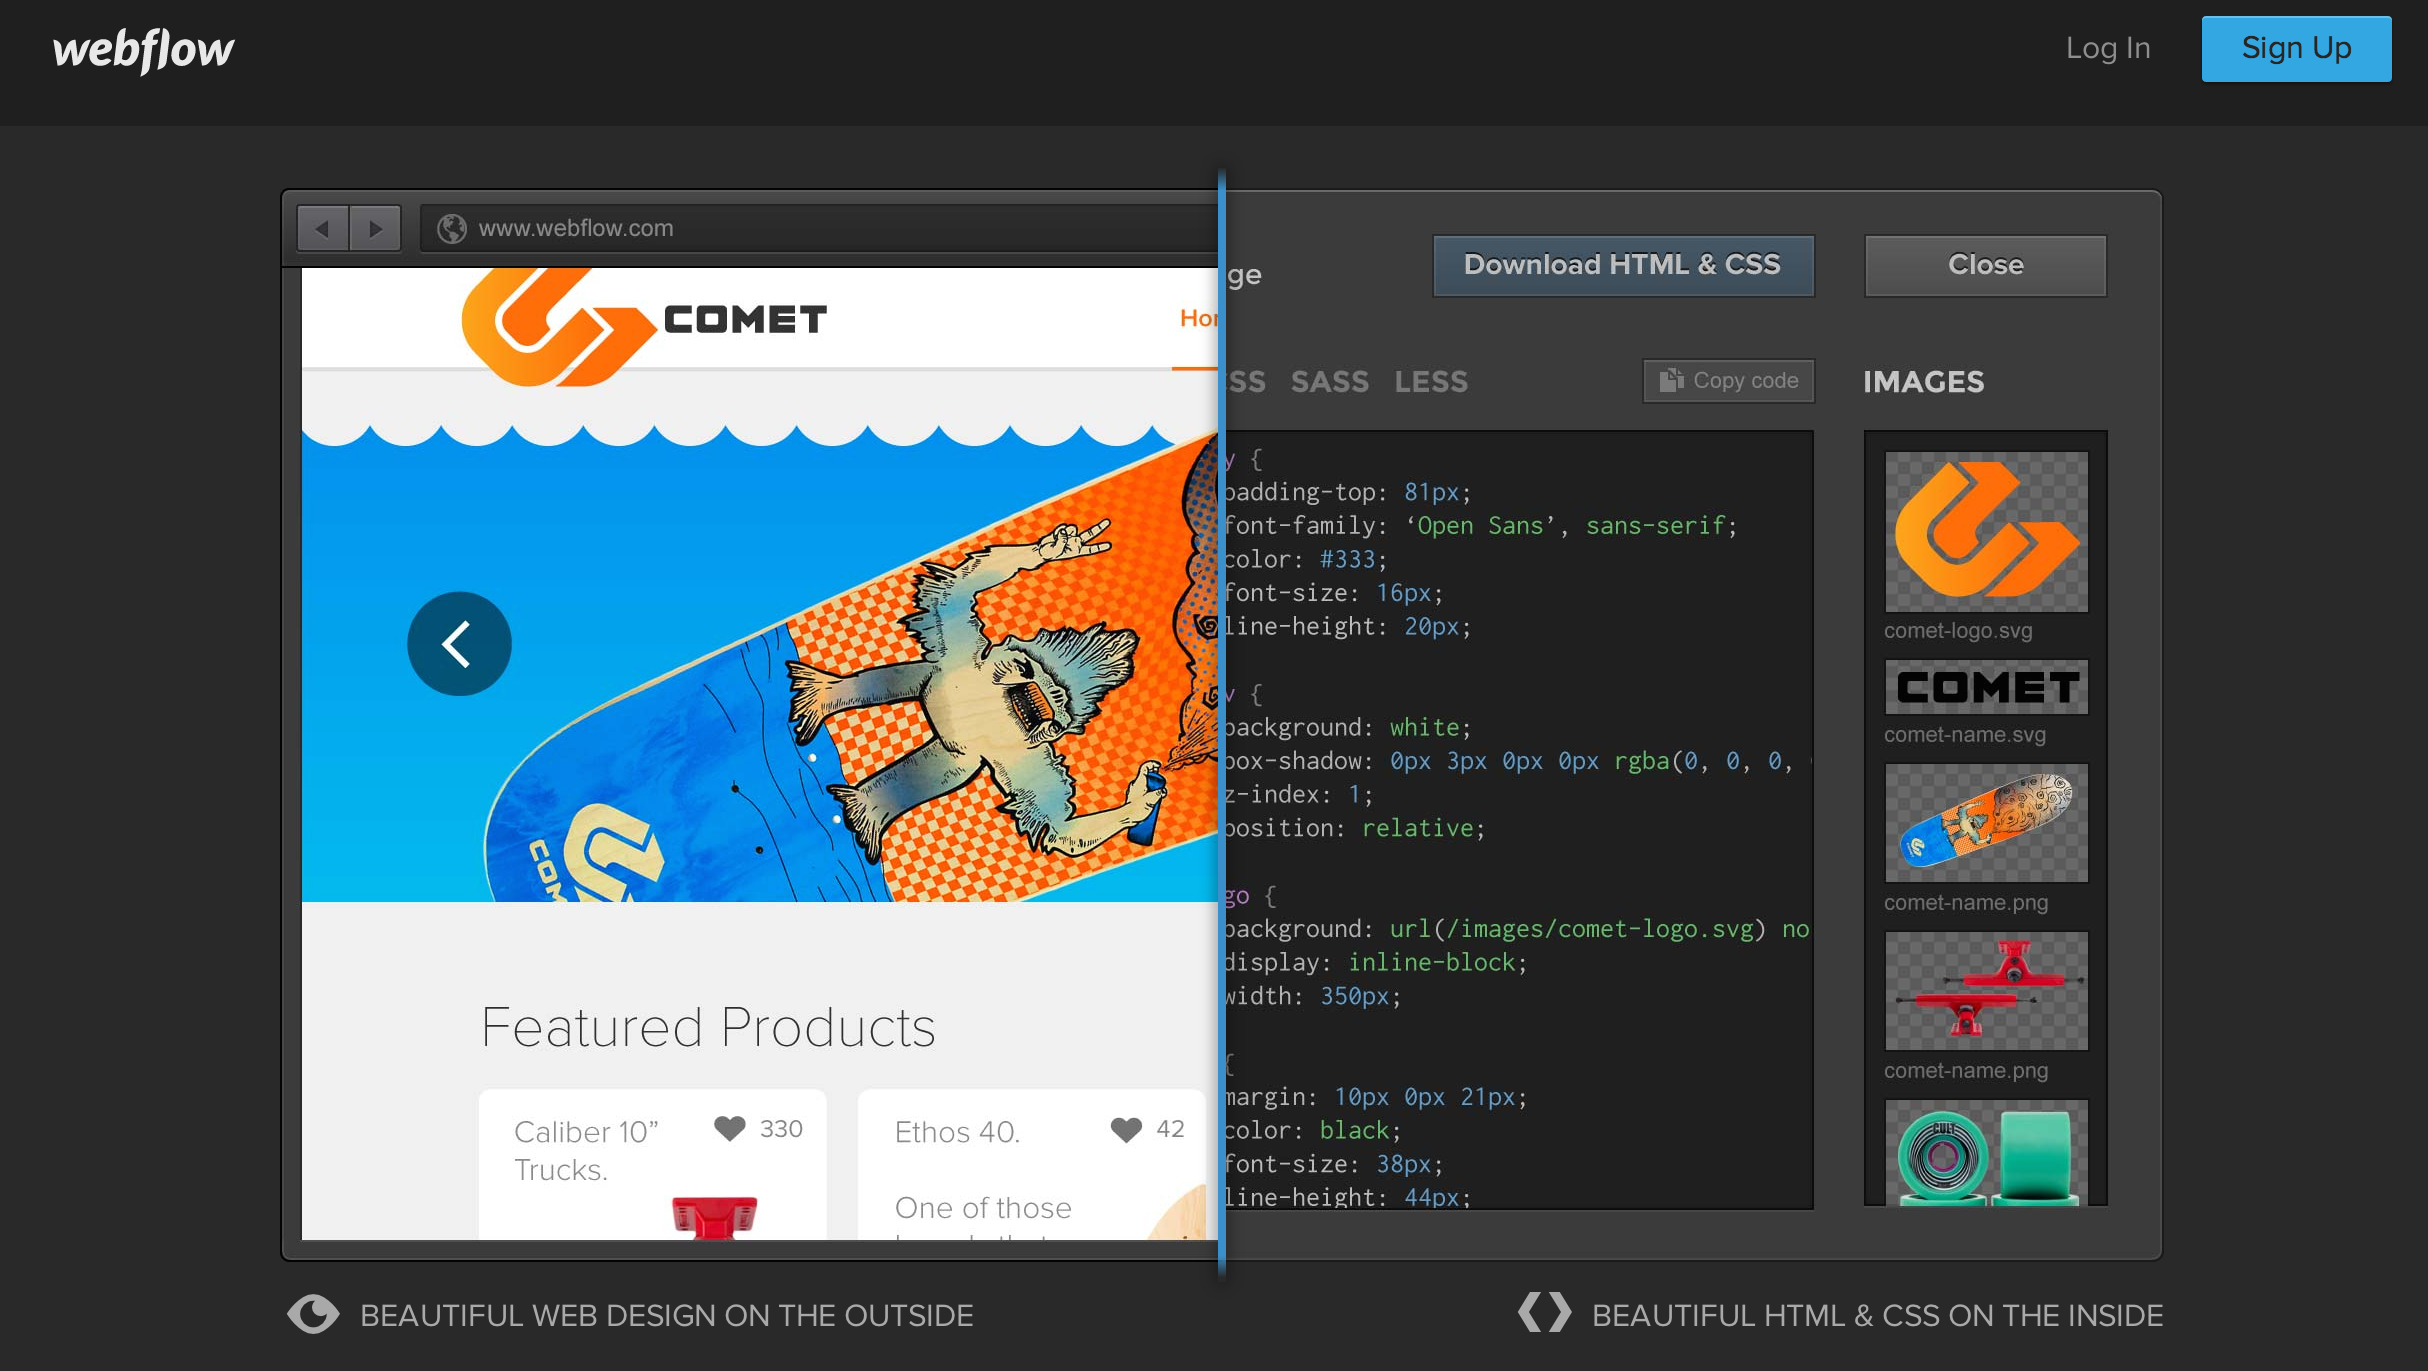 webflow
Log In
Sign Up
www.webflow.com
COMET
Download HTML & CSS
Close
SASS LESS
Copy code
IMAGES
{
padding-top: 81px;
font-family: ‘Open Sans’, sans-serif;
color: #333;
font-size: 16px;
line-height: 20px;
{
background: white;
box-shadow: 0px 3px 0px 0px rgba(0, 0, 0,
z-index: 1;
position: relative;
go {
background: url(/images/comet-logo.svg) no
display: inline-block;
width: 350px;
{
margin: 10px 0px 21px;
color: black;
font-size: 38px;
line-height: 44px;
comet-logo.svg
COMET
comet-name.svg
comet-name.png
comet-name.png
CULT
Featured Products
Caliber 10”
Trucks.
330
Ethos 40.
42
One of those
BEAUTIFUL WEB DESIGN ON THE OUTSIDE
BEAUTIFUL HTML & CSS ON THE INSIDE